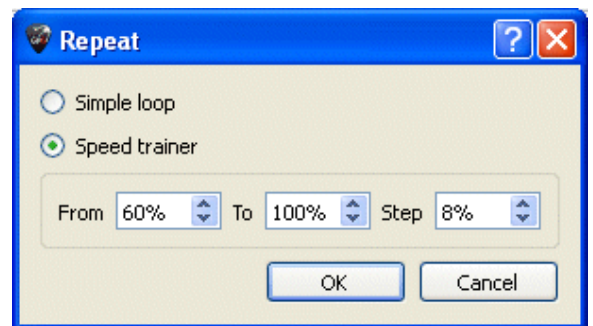 Repeat ?
Simple loop
Speed trainer
From 60% To 100% Step 8%
OK Cancel